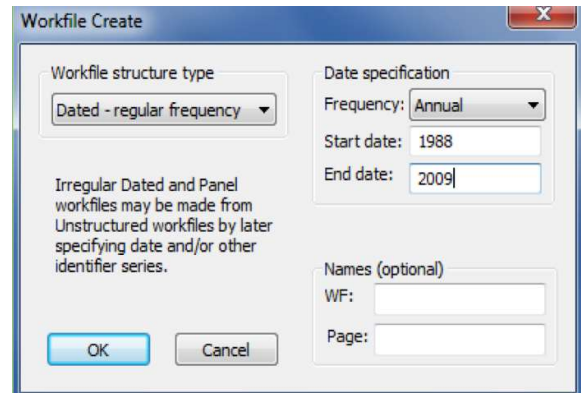 Workfile Create
Workfile structure type
Dated - regular frequency
Irregular Dated and Panel
workfiles may be made from
Unstructured workfiles by later
specifying date and/or other
identifier series.
Date specification
Frequency: Annual
Start date: 1988
End date: 2009
Names (optional)
WF:
Page:
OK Cancel